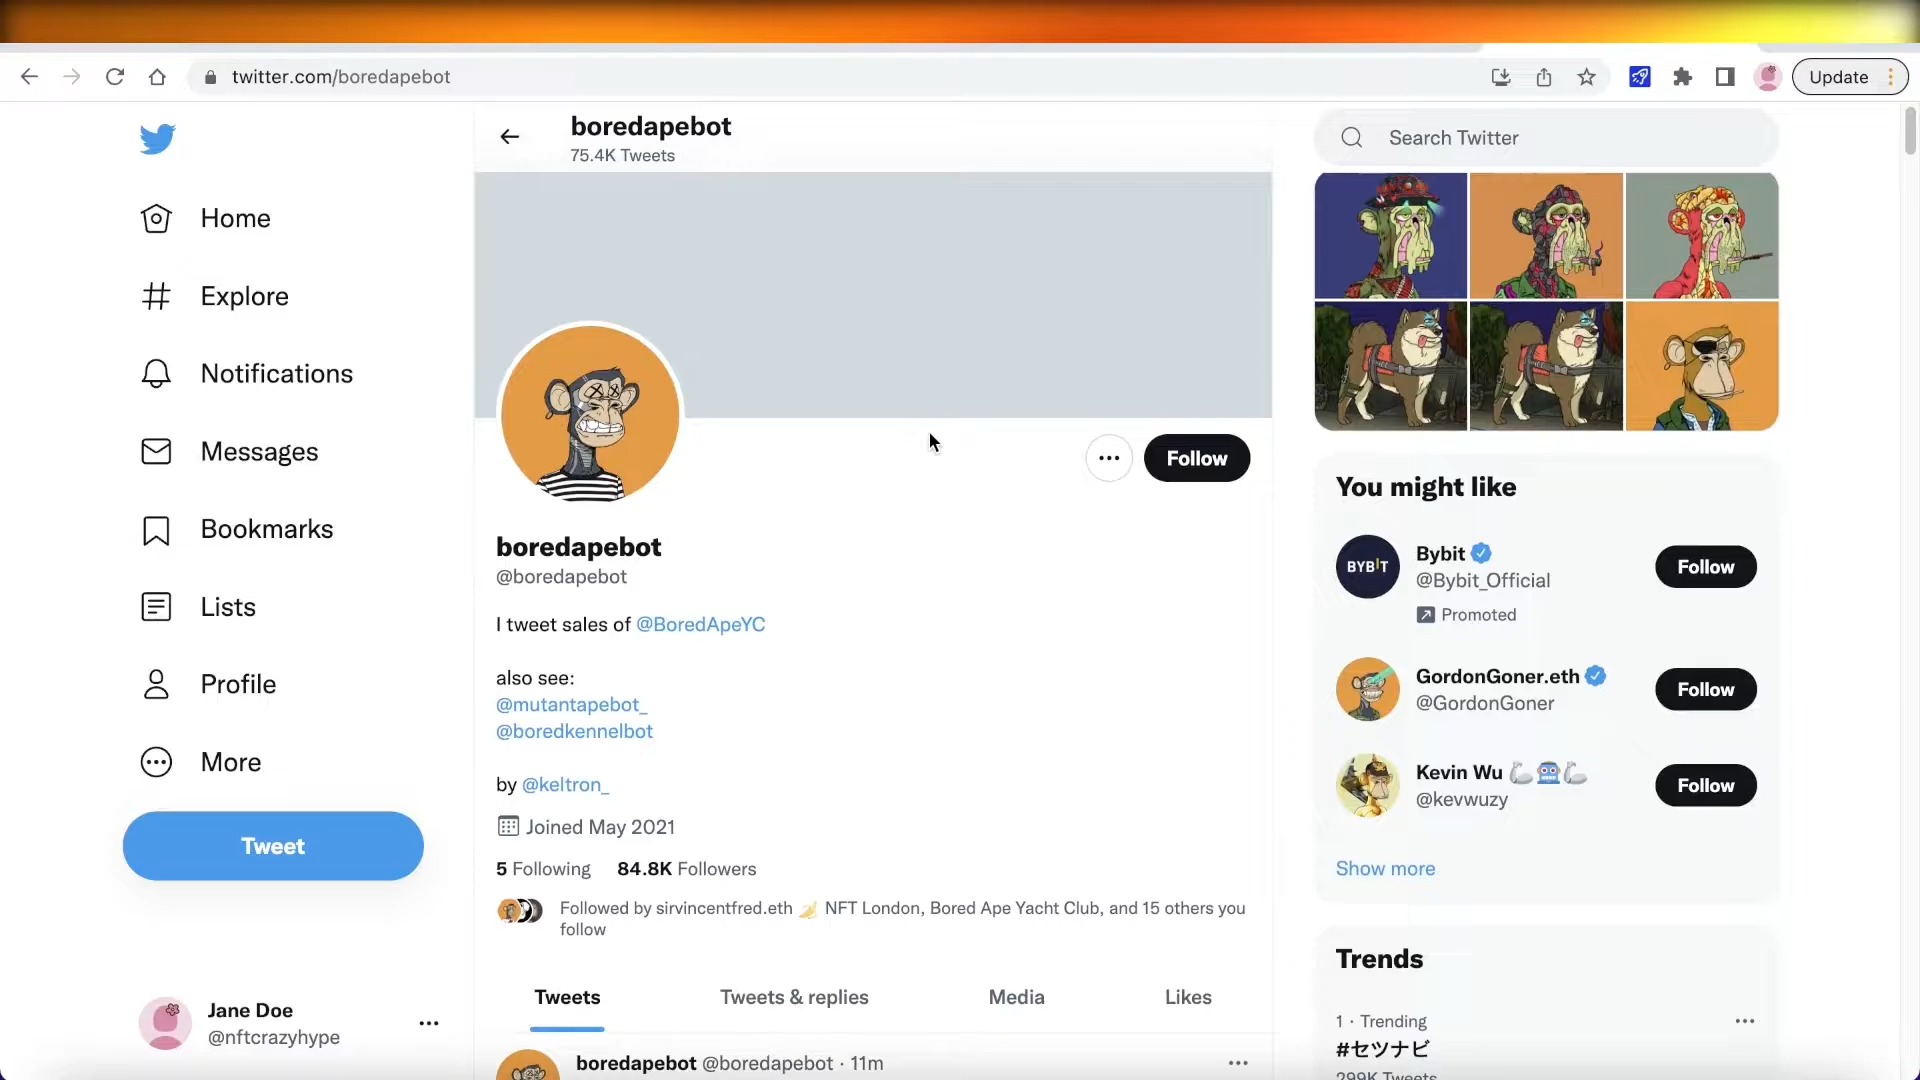 twitter.com/boredapebot
Update
Home
Explore
Notifications
Messages
Bookmarks
Lists
Profile
More
Tweet
Jane Doe
@nftcrazyhype
boredapebot
75.4K Tweets
Follow
boredapebot
@boredapebot
I tweet sales of @BoredApeYC
also see:
@mutantapebot_
@boredkennelbot
by @keltron_
Joined May 2021
5 Following 84.8K Followers
Followed by sirvincentfred.eth 🍌 NFT London, Bored Ape Yacht Club, and 15 others you
follow
Tweets Tweets & replies Media Likes
boredapebot @boredapebot · 11m
Search Twitter
You might like
BYBIT
Bybit
@Bybit_Official
Promoted
Follow
GordonGoner.eth
@GordonGoner
Follow
Kevin Wu 🦾🤖🦾
@kevwuzy
Follow
Show more
Trends
1 · Trending
#セツナビ
299K Tweets